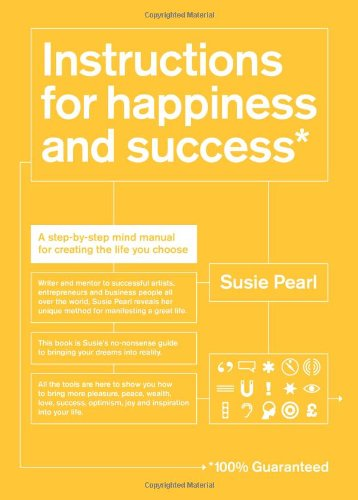 Copyrighted Material
Instructions
for happiness
and success*
A step-by-step mind manual
for creating the life you choose
Writer and mentor to successful artists,
entrepreneurs and business people all
over the world, Susie Pearl reveals her
unique method for manifesting a great life.
Susie Pearl
This book is Susie's no-nonsense guide
to bringing your dreams into reality.
All the tools are here to show you how
to bring more pleasure, peace, wealth,
love, success, optimism, joy and inspiration
into your life.
*100% Guaranteed
Copyrighted Material